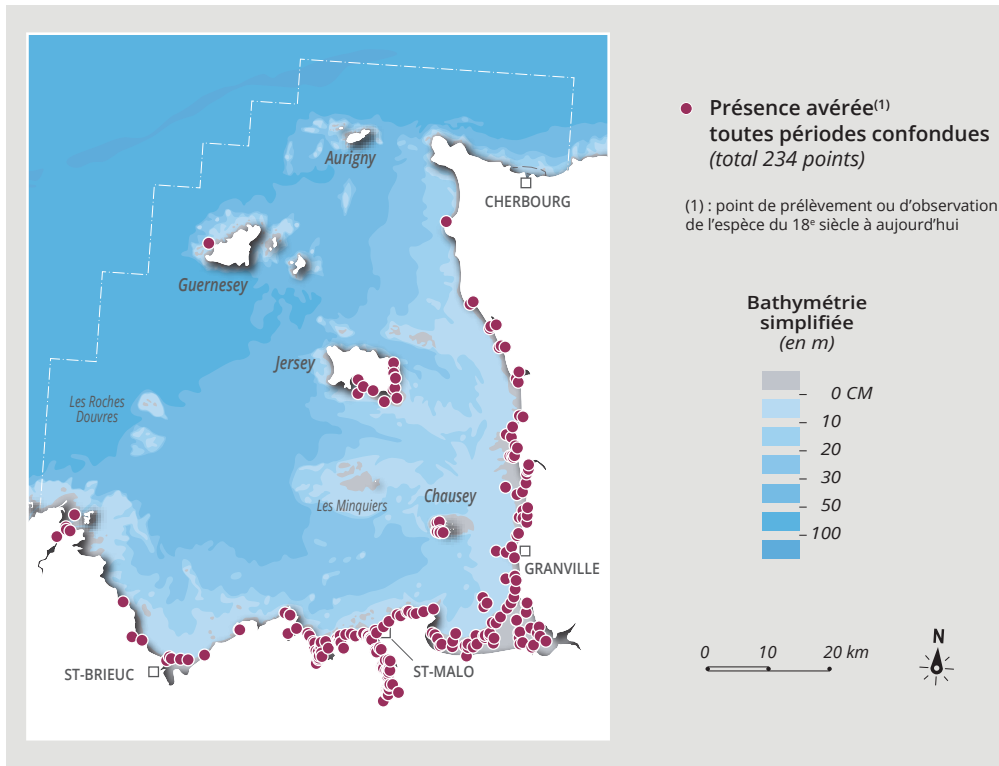 Aurigny
CHERBOURG
Guernesey
Jersey
Les Roches
Douvres
Les Minquiers
Chausey
GRANVILLE
ST-BRIEUC
ST-MALO
Présence avérée(1)
toutes périodes confondues
(total 234 points)
(1) : point de prélèvement ou d'observation
de l'espèce du 18e siècle à aujourd'hui
Bathymétrie
simplifiée
(en m)
0 CM
10
20
30
50
100
0 10 20 km
N